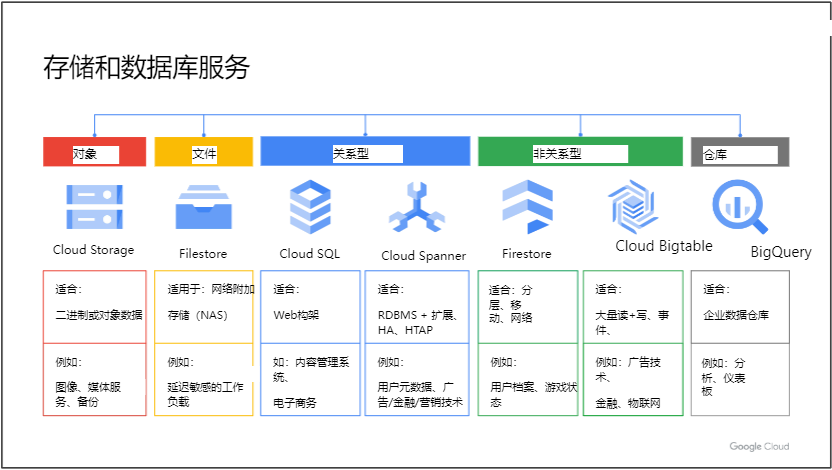 存储和数据库服务
对象
文件
关系型
非关系型
仓库
Cloud Storage
Filestore
Cloud SQL
Cloud Spanner
Firestore
Cloud Bigtable
BigQuery
适合：
二进制或对象数据
适用于：网络附加
存储（NAS）
适合：
Web构架
适合：
RDBMS + 扩展、
HA、HTAP
适合：分
层、移
动、网络
适合：
大量读+写、事
件、
适合：
企业数据仓库
例如：
图像、媒体服
务、备份
例如：
延迟敏感的工作
负载
如：内容管理系
统、
电子商务
例如：
用户元数据、广
告/金融/营销技术
例如：
用户档案、游戏状
态
例如：广告技
术、
金融、物联网
例如：分
析、仪表
板
Google Cloud